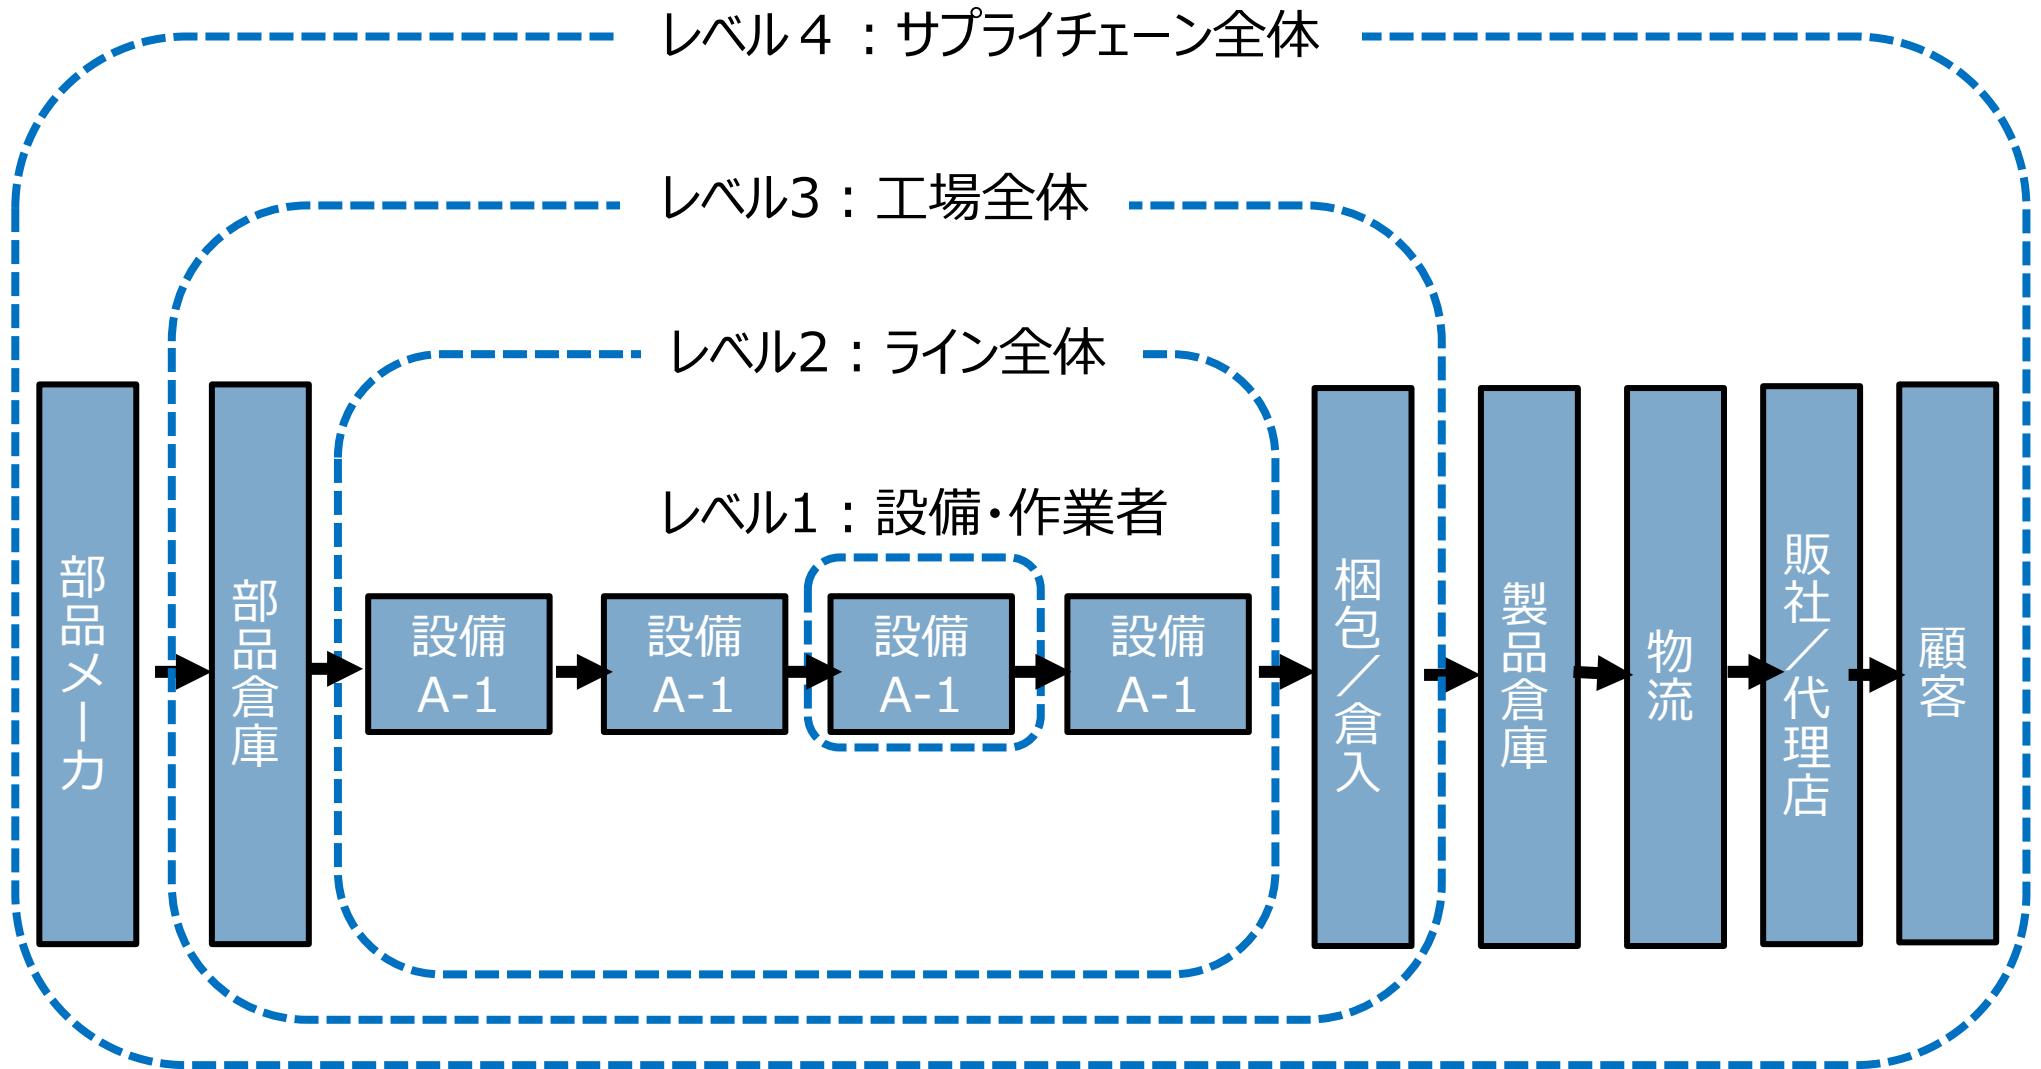 レベル４：サプライチェーン全体
レベル3：工場全体
レベル2：ライン全体
レベル1：設備・作業者
部品メーカ
部品倉庫
設備
A-1
設備
A-1
設備
A-1
設備
A-1
梱包／倉入
製品倉庫
物流
販社／代理店
顧客